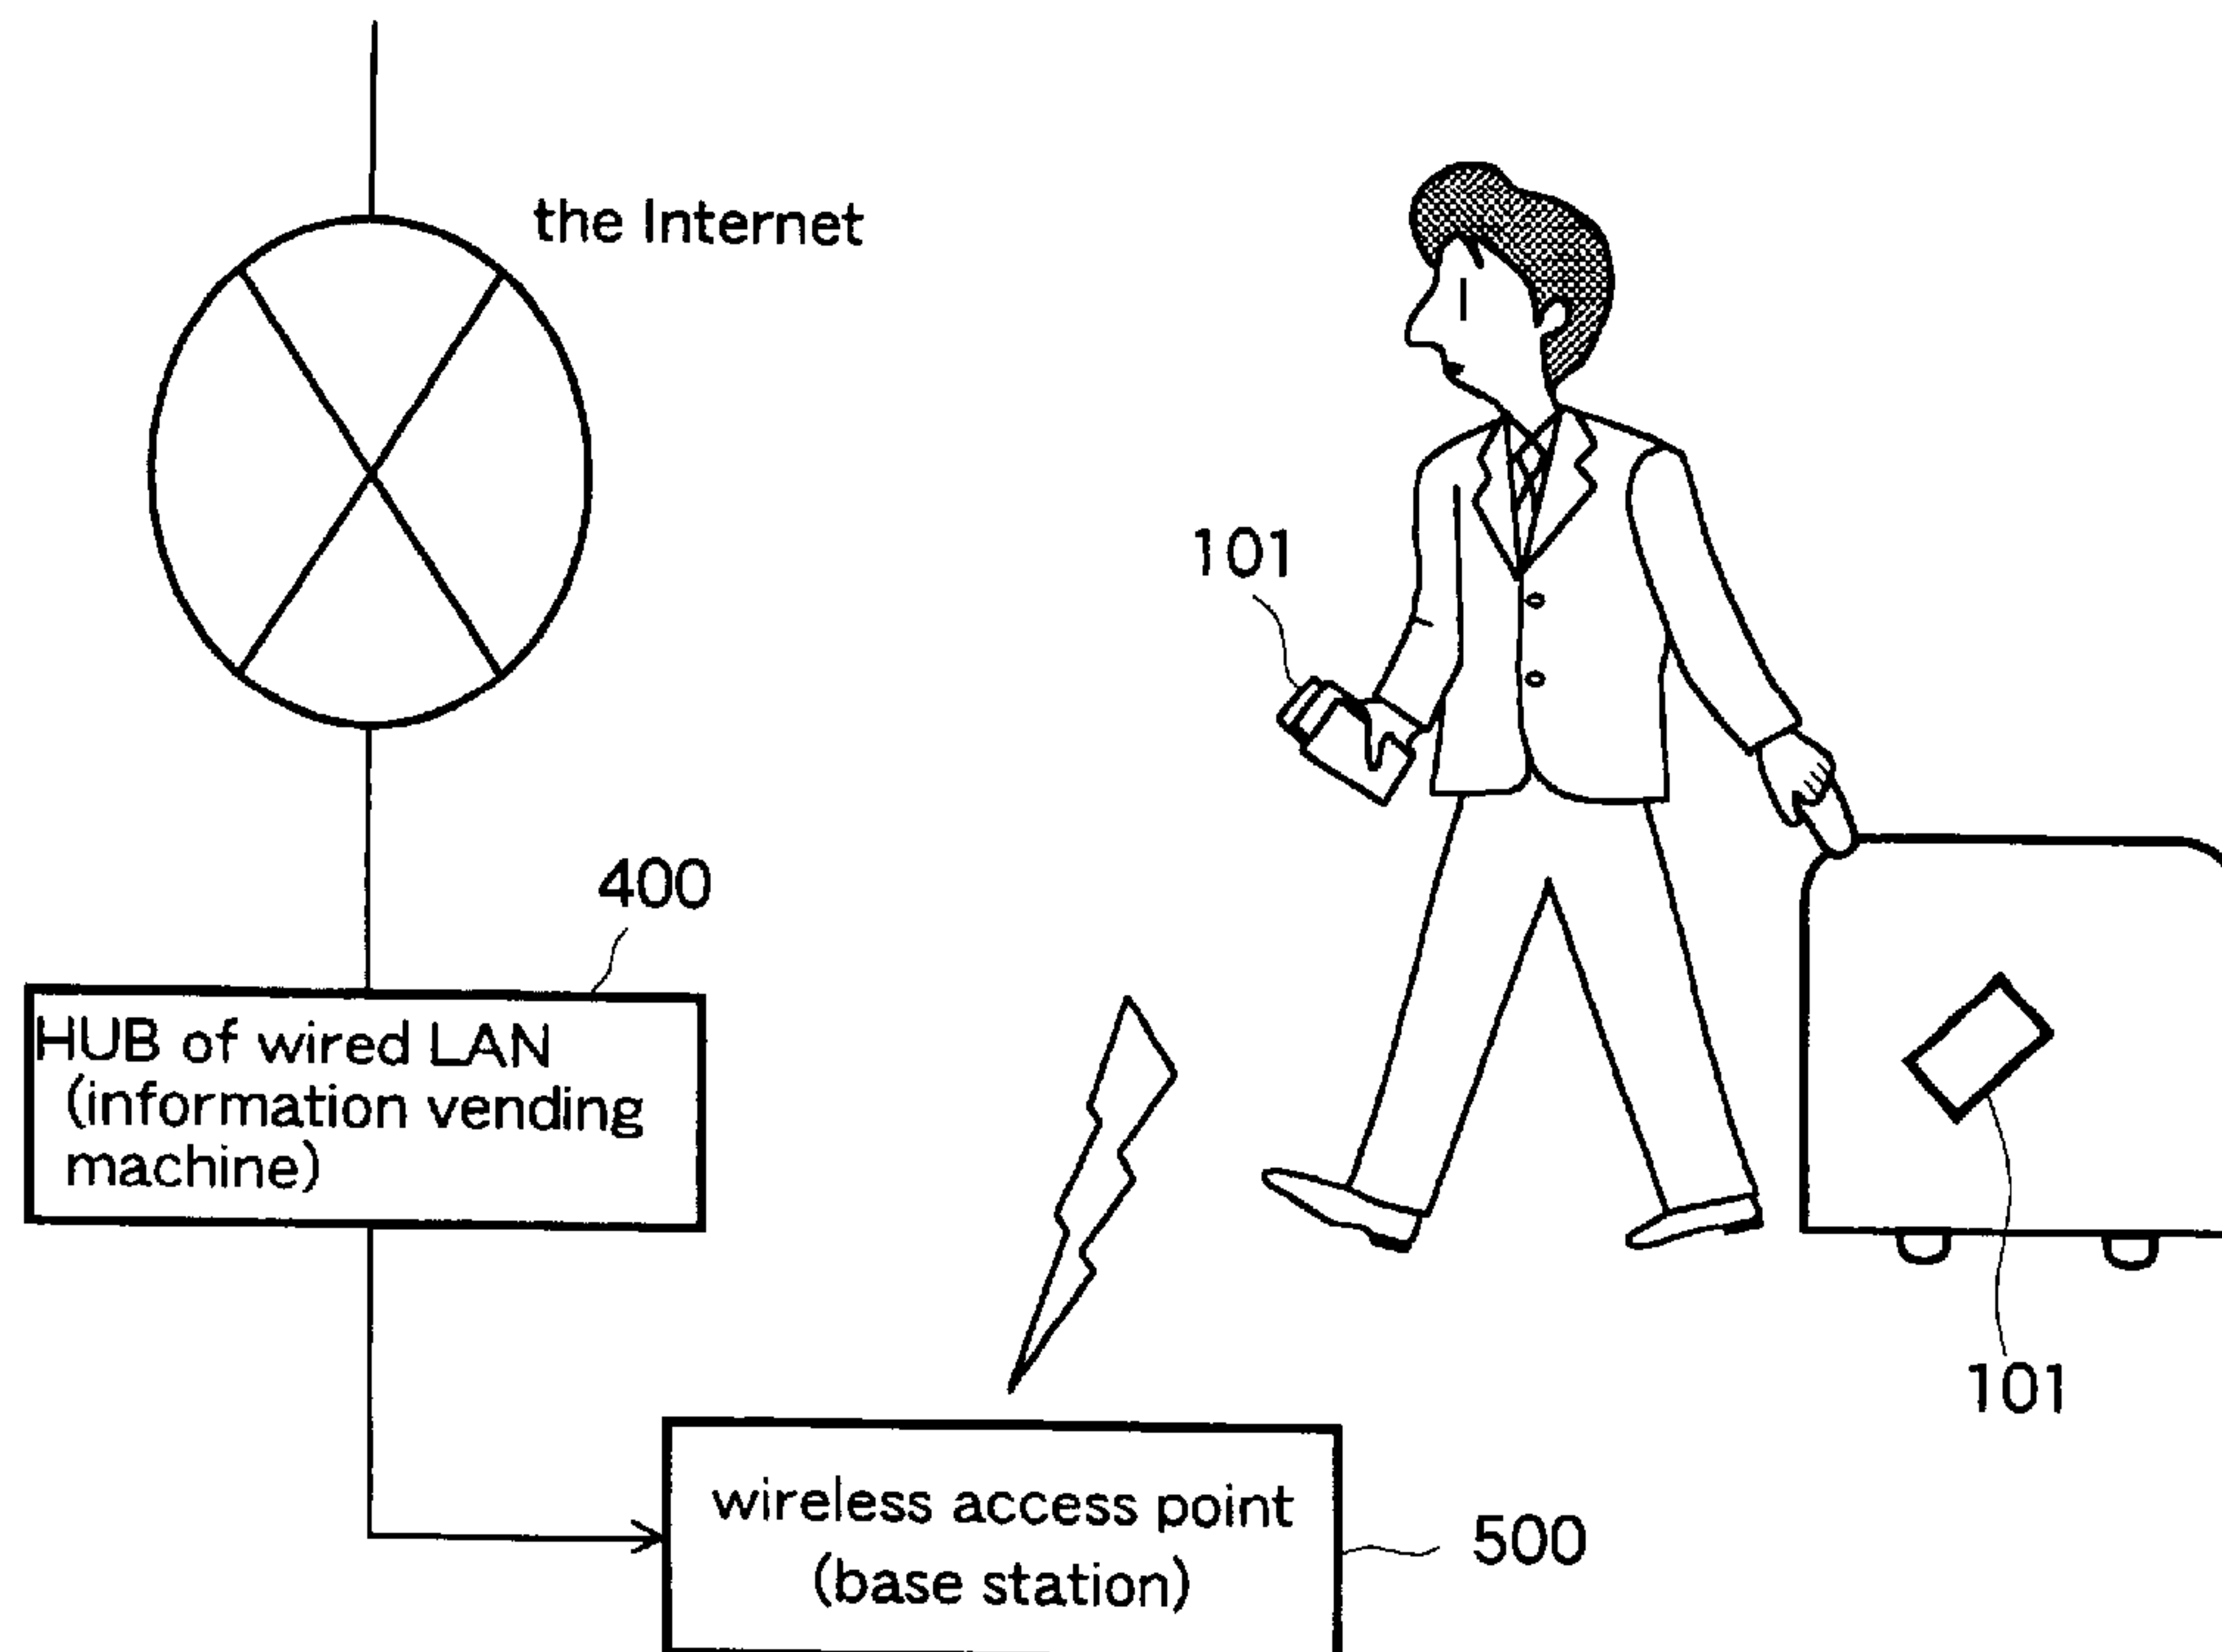 the Internet
101
400
HUB of wired LAN
(information vending
machine)
101
wireless access point
(base station)
500